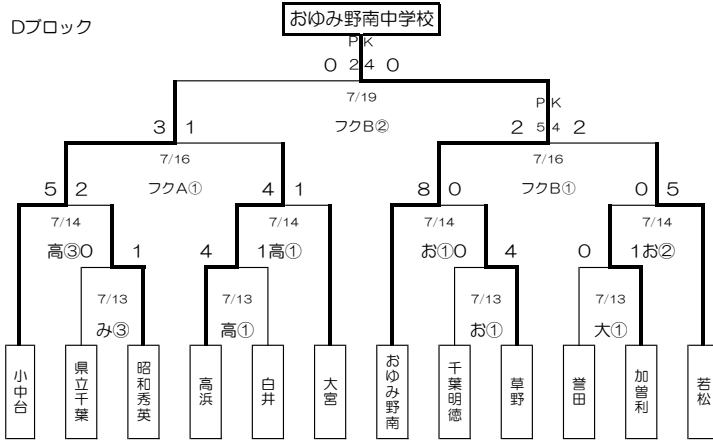 Dブロック
おゆみ野南中学校
PK
0 2 4 0
7/19
フクB②
PK
3 1
2 5 4 2
7/16
7/16
フクA①
フクB①
5 2
4 1
8 0
0 5
7/14
7/14
7/14
7/14
高③0 1
4 1高①
お①0 4
0 1お②
7/13
7/13
7/13
7/13
み③
高①
お①
大①
小中台
県立千葉
昭和秀英
高浜
白井
大宮
おゆみ野南
千葉明徳
草野
誉田
加曽利
若松